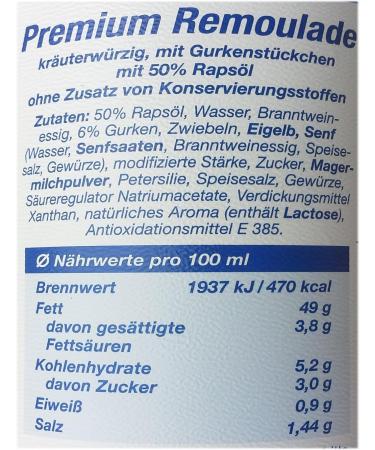 Premium Remoulade
kräuterwürzig, mit Gurkenstückchen
mit 50% Rapsöl
ohne Zusatz von Konservierungsstoffen
Zutaten: 50% Rapsöl, Wasser, Branntwein-
essig, 6% Gurken, Zwiebeln, Eigelb, Senf
(Wasser, Senfsaaten, Branntweinessig, Speise-
salz, Gewürze), modifizierte Stärke, Zucker, Mager-
milchpulver, Petersilie, Speisesalz, Gewürze,
Säureregulator Natriumacetate, Verdickungsmittel
Xanthan, natürliches Aroma (enthält Lactose),
Antioxidationsmittel E 385.
Ø Nährwerte pro 100 ml
Brennwert 1937 kJ / 470 kcal
Fett 49 g
davon gesättigte 3,8 g
Fettsäuren
Kohlenhydrate 5,2 g
davon Zucker 3,0 g
Eiweiß 0,9 g
Salz 1,44 g